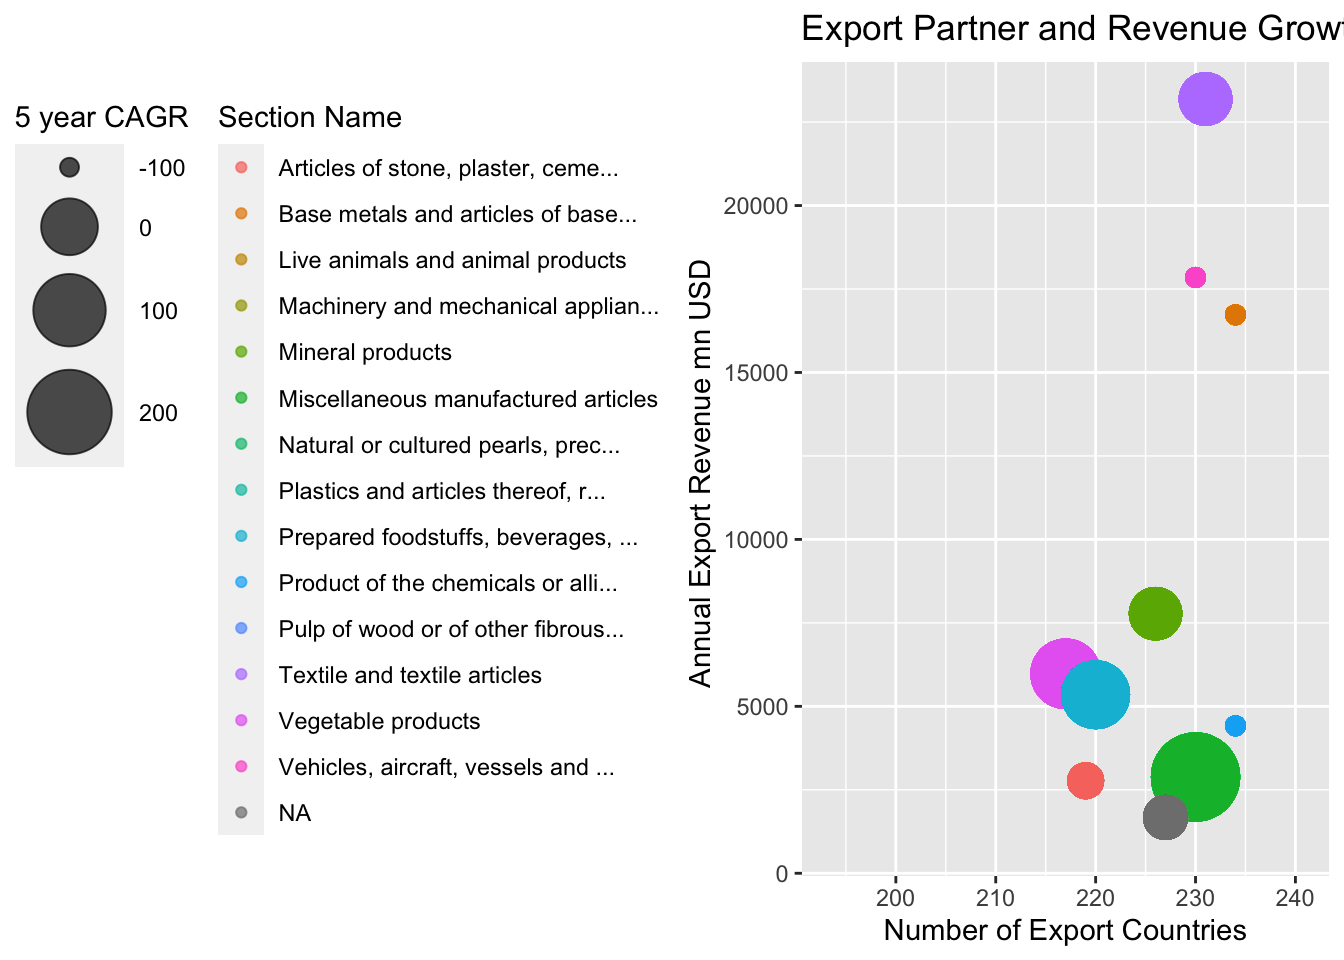 Export Partner and Revenue Growt
5 year CAGR
-100
0
100
200
Section Name
Articles of stone, plaster, ceme...
Base metals and articles of base...
Live animals and animal products
Machinery and mechanical applian...
Mineral products
Miscellaneous manufactured articles
Natural or cultured pearls, prec...
Plastics and articles thereof, r...
Prepared foodstuffs, beverages, ...
Product of the chemicals or alli...
Pulp of wood or of other fibrous...
Textile and textile articles
Vegetable products
Vehicles, aircraft, vessels and ...
NA
Annual Export Revenue mn USD
20000
15000
10000
5000
0
200 210 220 230 240
Number of Export Countries